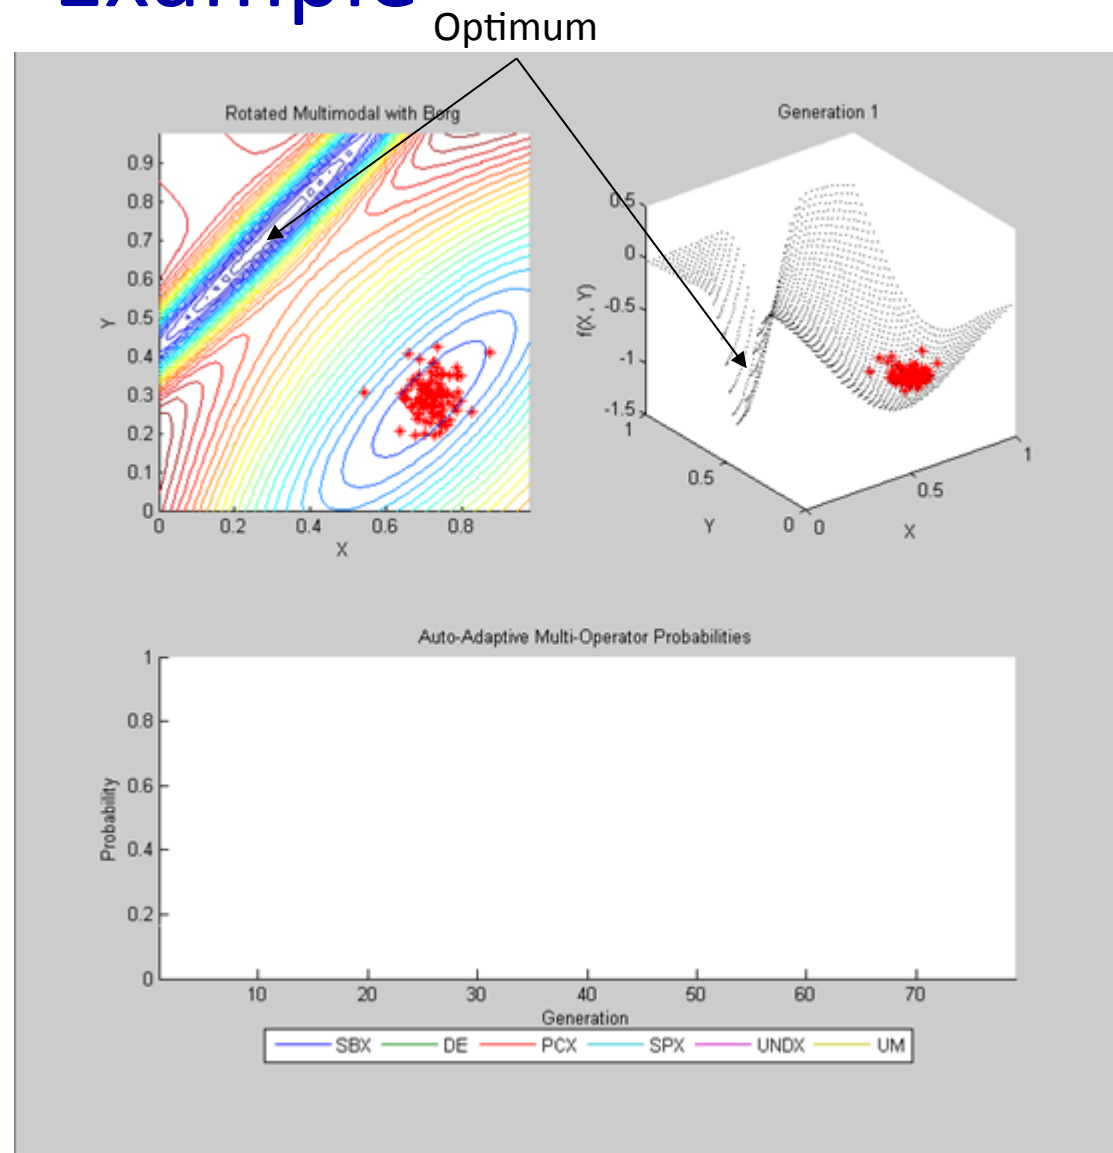 Example
Optimum
Rotated Multimodal with Borg
0.9
0.8
0.7
0.6
0.5
0.4
0.3
0.2
0.1
0
Y
0 0.2 0.4 0.6 0.8
X
Generation 1
0.5
0
-0.5
-1
-1.5
f(X, Y)
1
0.5
0
Y
0
0.5
1
X
Auto-Adaptive Multi-Operator Probabilities
1
0.8
0.6
0.4
0.2
0
Probability
10 20 30 40 50 60 70
Generation
SBX DE PCX SPX UNDX UM